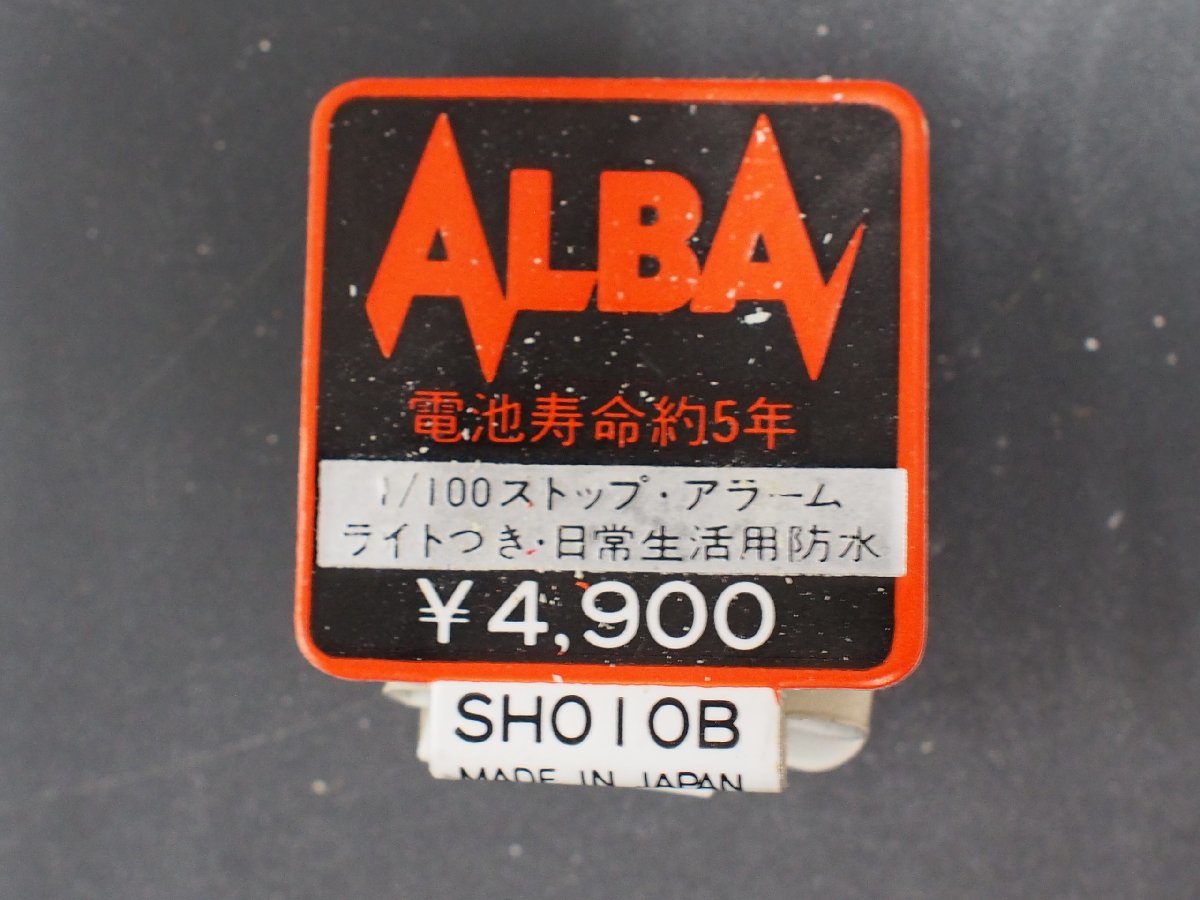 ALBA
電池寿命約5年
1/100ストップ・アラーム
ライトつき・日常生活用防水
¥4,900
SH010B
MADE IN JAPAN